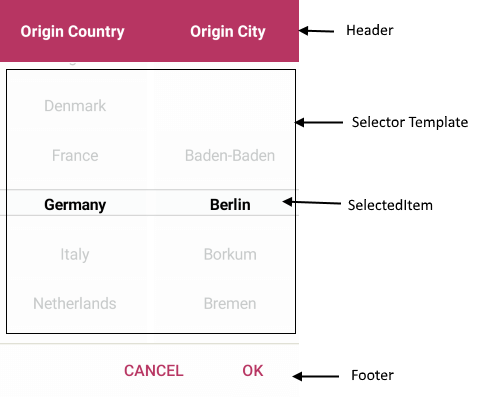 Origin Country Origin City Header
Denmark
Selector Template
France Baden-Baden
Germany Berlin SelectedItem
Italy Borkum
Netherlands Bremen
CANCEL OK Footer